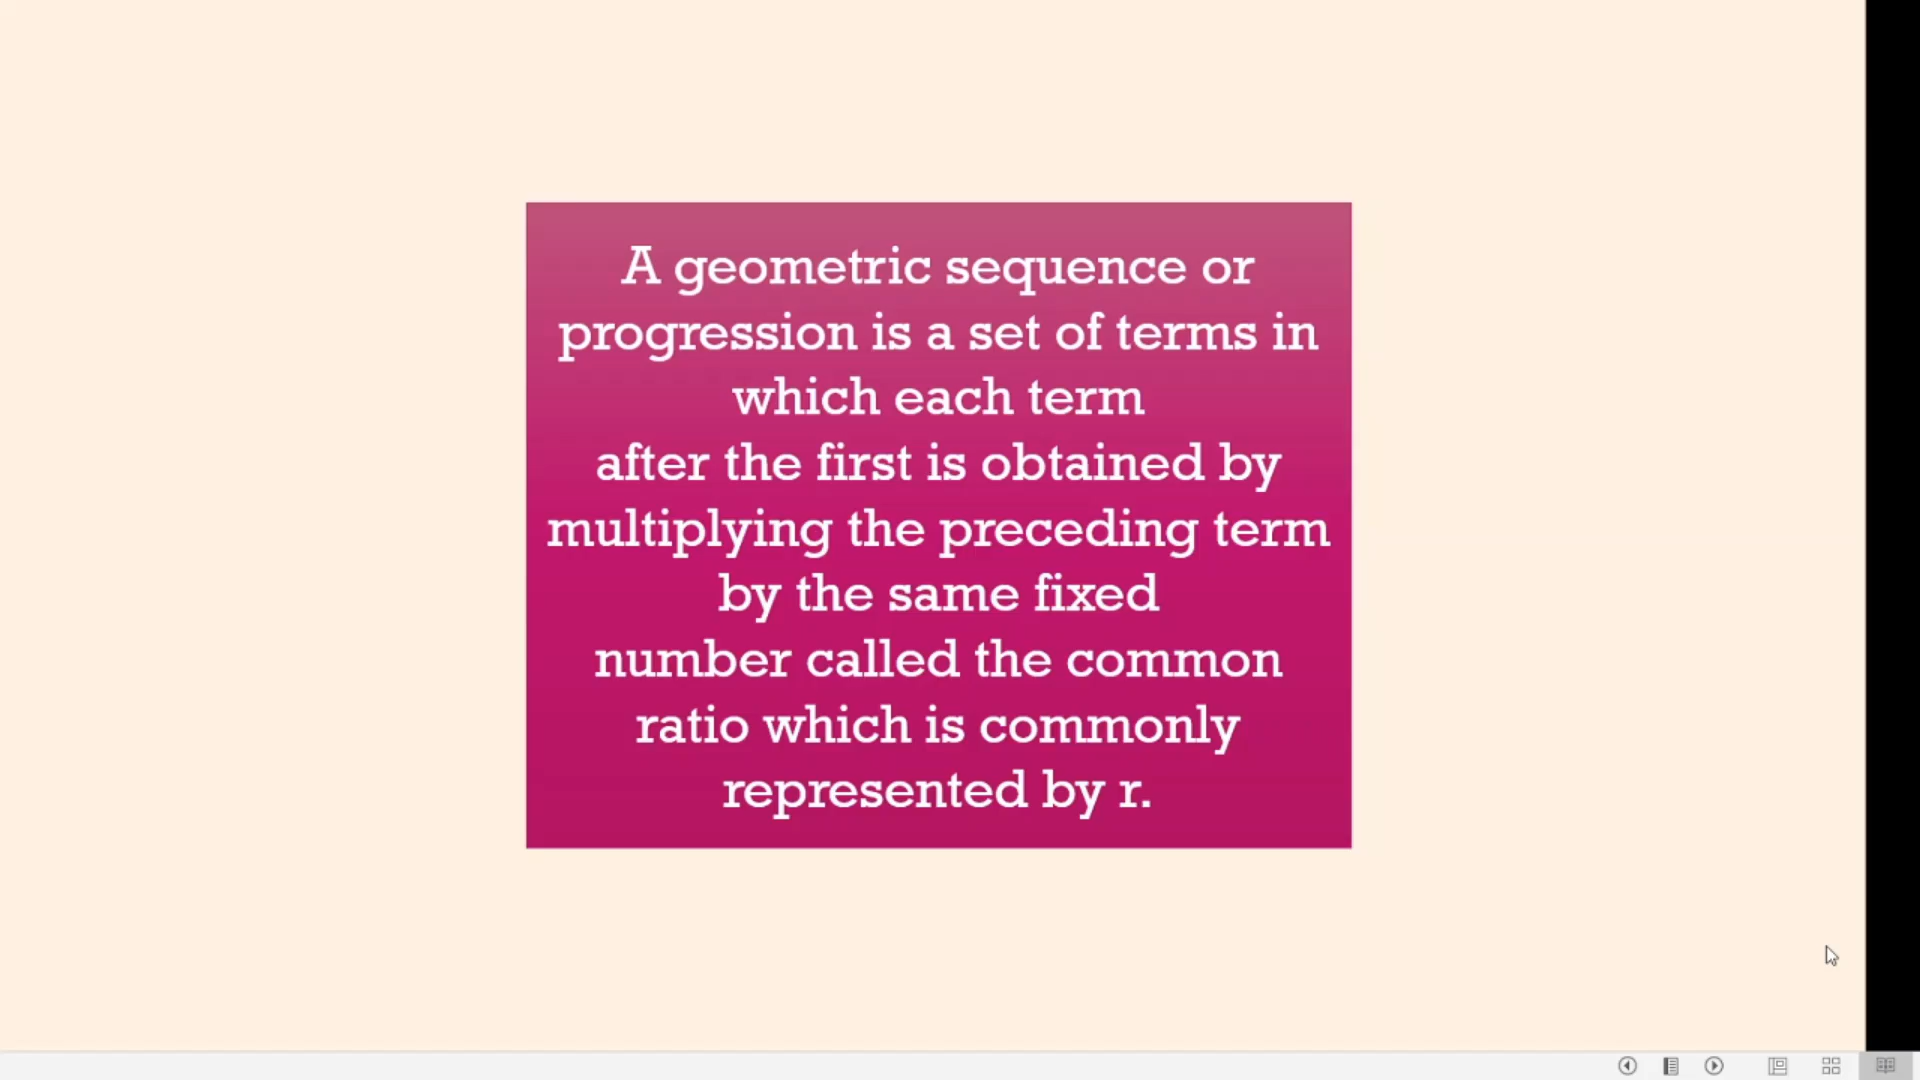 A geometric sequence or
progression is a set of terms in
which each term
after the first is obtained by
multiplying the preceding term
by the same fixed
number called the common
ratio which is commonly
represented by r.